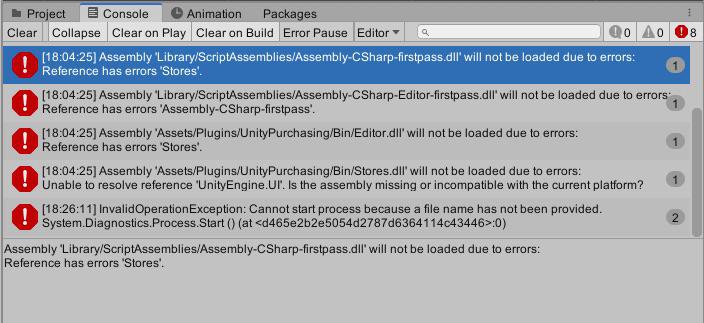 Project
Console
Animation
Packages
Clear
Collapse
Clear on Play
Clear on Build
Error Pause
Editor
0
0
8
[18:04:25] Assembly 'Library/ScriptAssemblies/Assembly-CSharp-firstpass.dll' will not be loaded due to errors:
Reference has errors 'Stores'.
1
[18:04:25] Assembly 'Library/ScriptAssemblies/Assembly-CSharp-Editor-firstpass.dll' will not be loaded due to errors:
Reference has errors 'Assembly-CSharp-firstpass'.
1
[18:04:25] Assembly 'Assets/Plugins/UnityPurchasing/Bin/Editor.dll' will not be loaded due to errors:
Reference has errors 'Stores'.
1
[18:04:25] Assembly 'Assets/Plugins/UnityPurchasing/Bin/Stores.dll' will not be loaded due to errors:
Unable to resolve reference 'UnityEngine.UI'. Is the assembly missing or incompatible with the current platform?
1
[18:26:11] InvalidOperationException: Cannot start process because a file name has not been provided.
System.Diagnostics.Process.Start () (at <d465e2b2e5054d2787d6364114c43446>:0)
2
Assembly 'Library/ScriptAssemblies/Assembly-CSharp-firstpass.dll' will not be loaded due to errors:
Reference has errors 'Stores'.